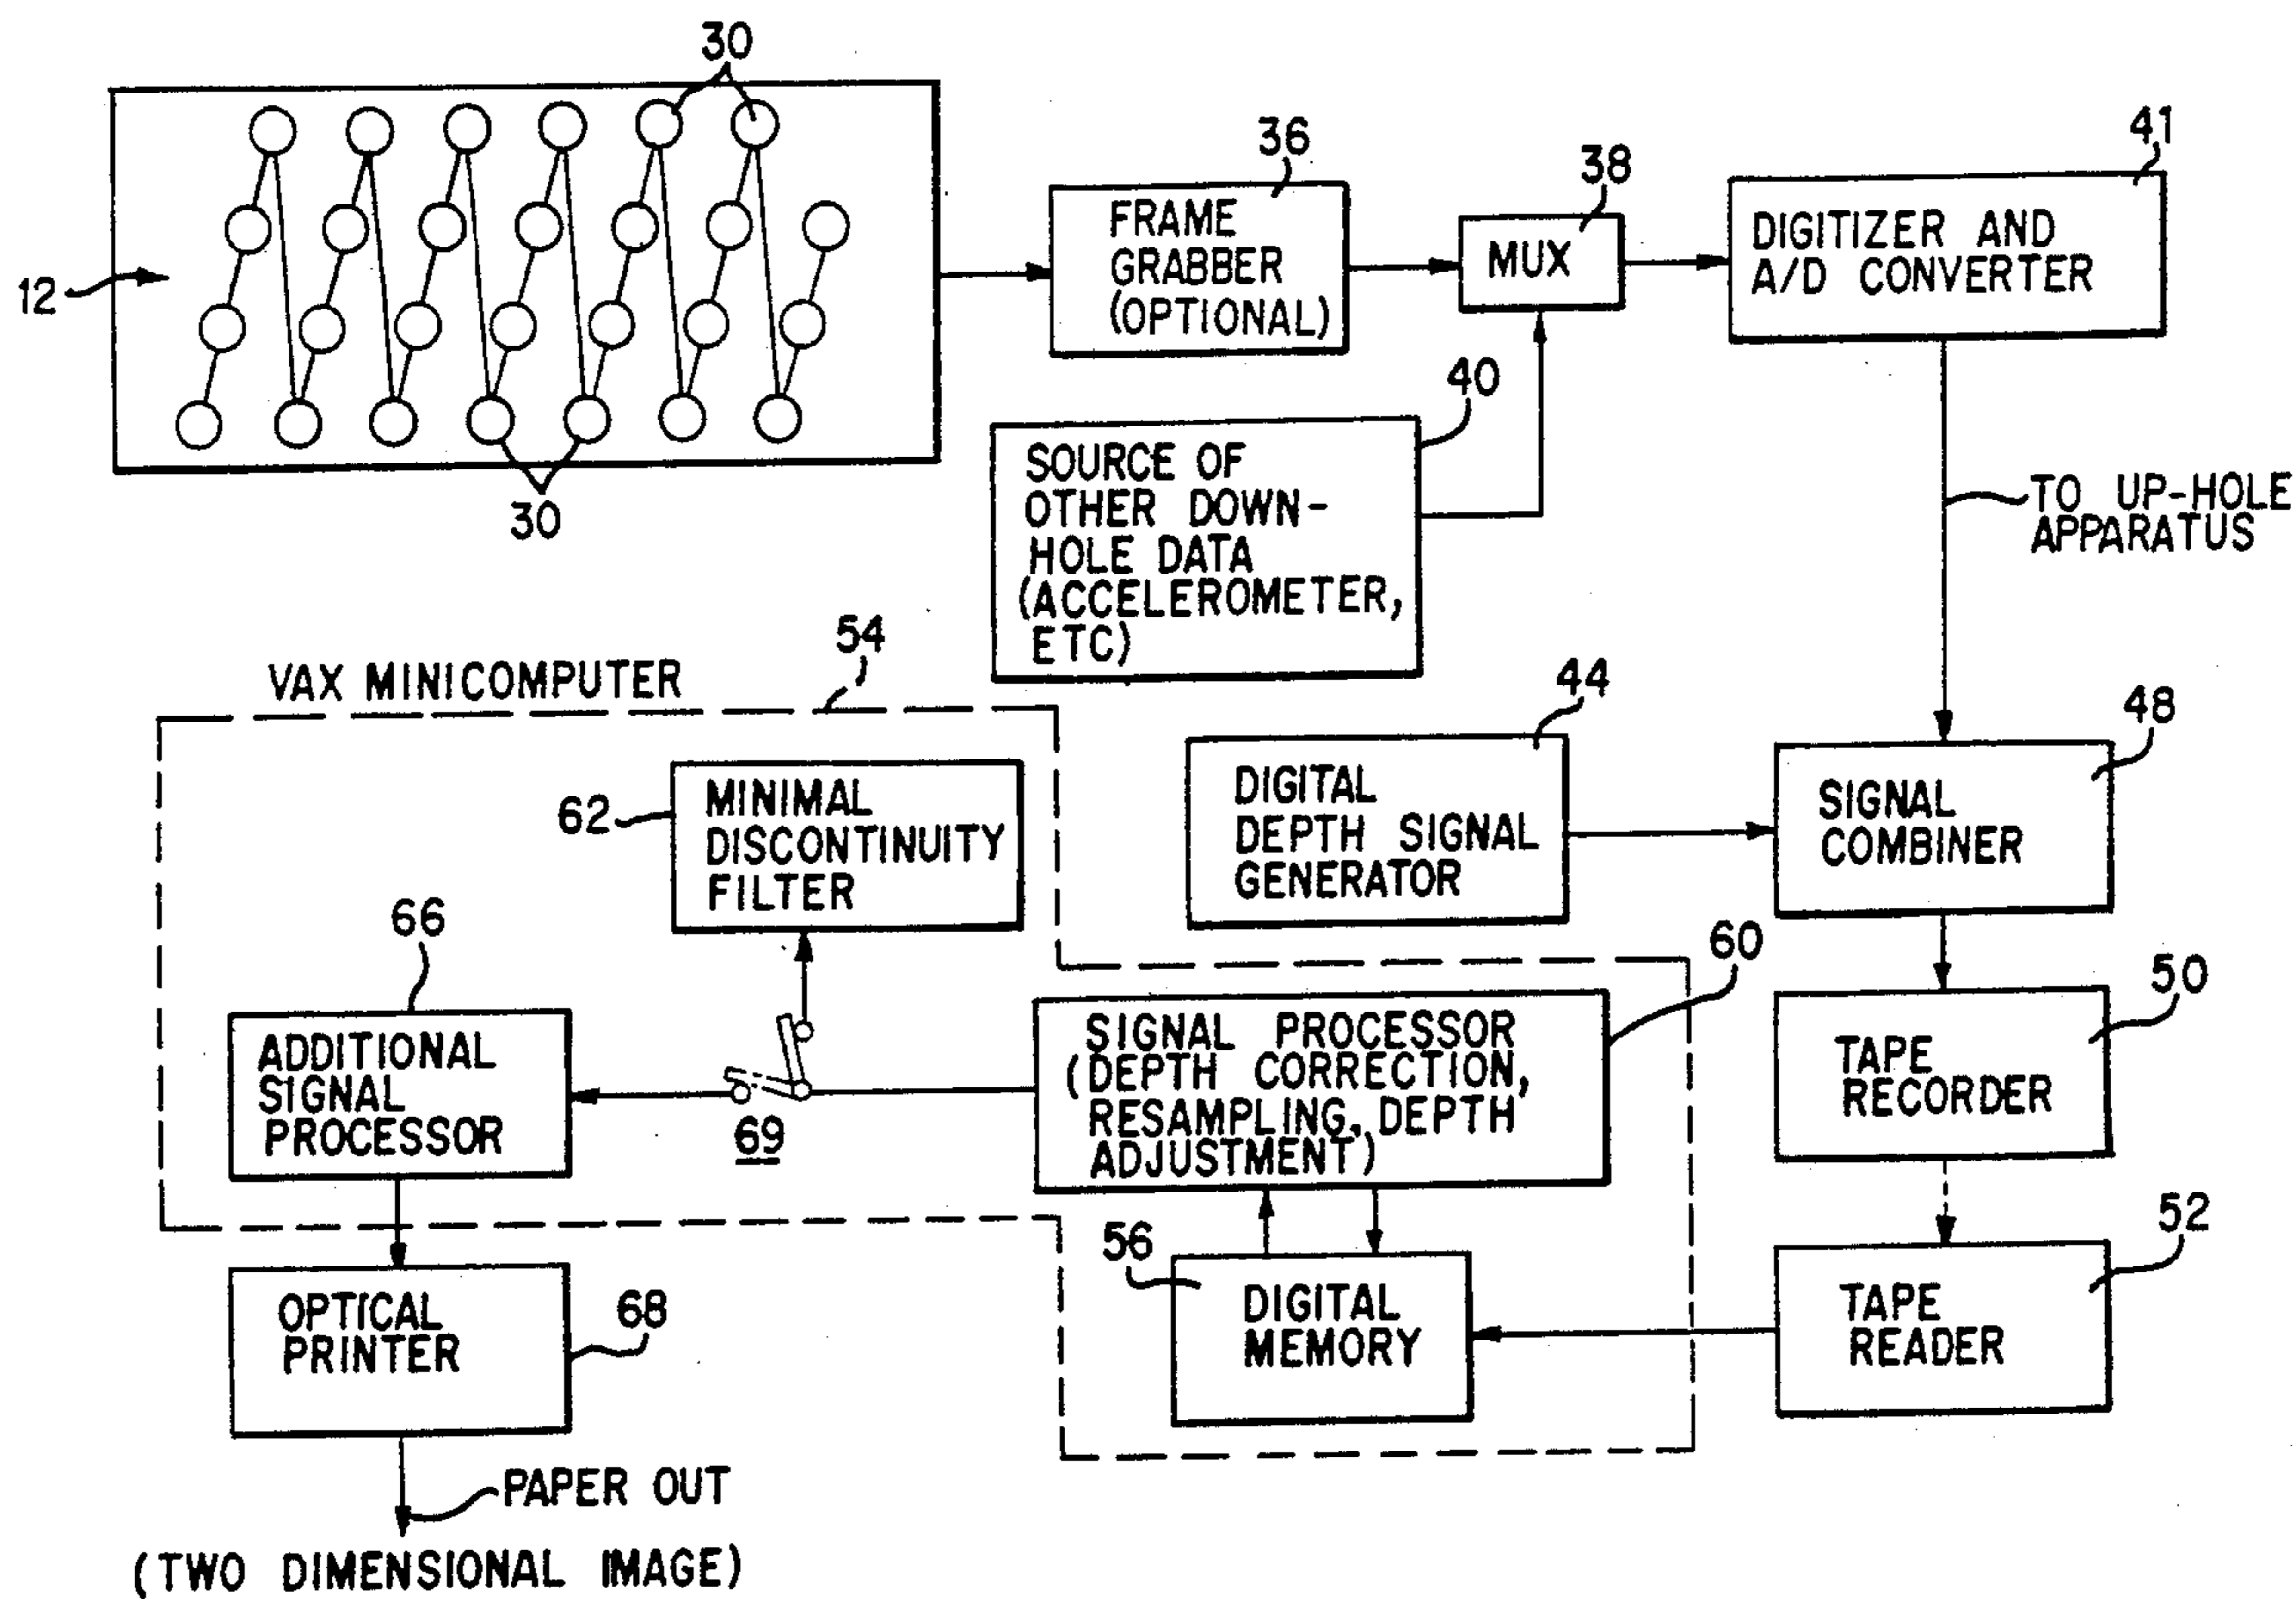 30
12
30
36
FRAME
GRABBER
(OPTIONAL)
38
MUX
41
DIGITIZER AND
A/D CONVERTER
40
SOURCE OF
OTHER DOWN-
HOLE DATA
(ACCELEROMETER,
ETC)
TO UP-HOLE
APPARATUS
VAX MINICOMPUTER
54
44
DIGITAL
DEPTH SIGNAL
GENERATOR
48
SIGNAL
COMBINER
62
MINIMAL
DISCONTINUITY
FILTER
66
ADDITIONAL
SIGNAL
PROCESSOR
69
60
SIGNAL PROCESSOR
(DEPTH CORRECTION,
RESAMPLING, DEPTH
ADJUSTMENT)
50
TAPE
RECORDER
56
DIGITAL
MEMORY
52
TAPE
READER
68
OPTICAL
PRINTER
PAPER OUT
(TWO DIMENSIONAL IMAGE)